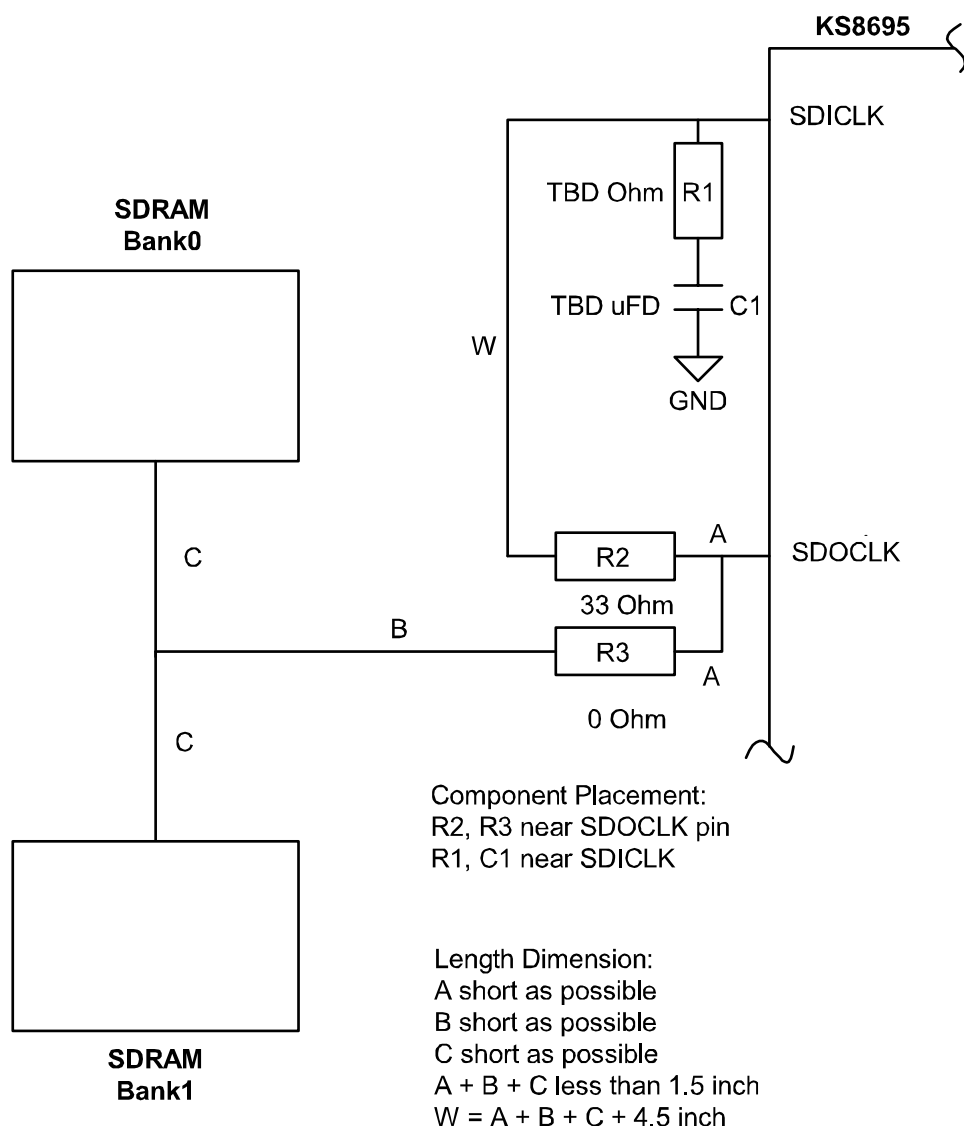 KS8695
SDICLK
TBD Ohm
R1
SDRAM
Bank0
TBD uFD
C1
W
GND
A
C
R2
SDOCLK
33 Ohm
B
R3
A
0 Ohm
C
Component Placement:
R2, R3 near SDOCLK pin
R1, C1 near SDICLK
Length Dimension:
A short as possible
B short as possible
C short as possible
A + B + C less than 1.5 inch
W = A + B + C + 4.5 inch
SDRAM
Bank1